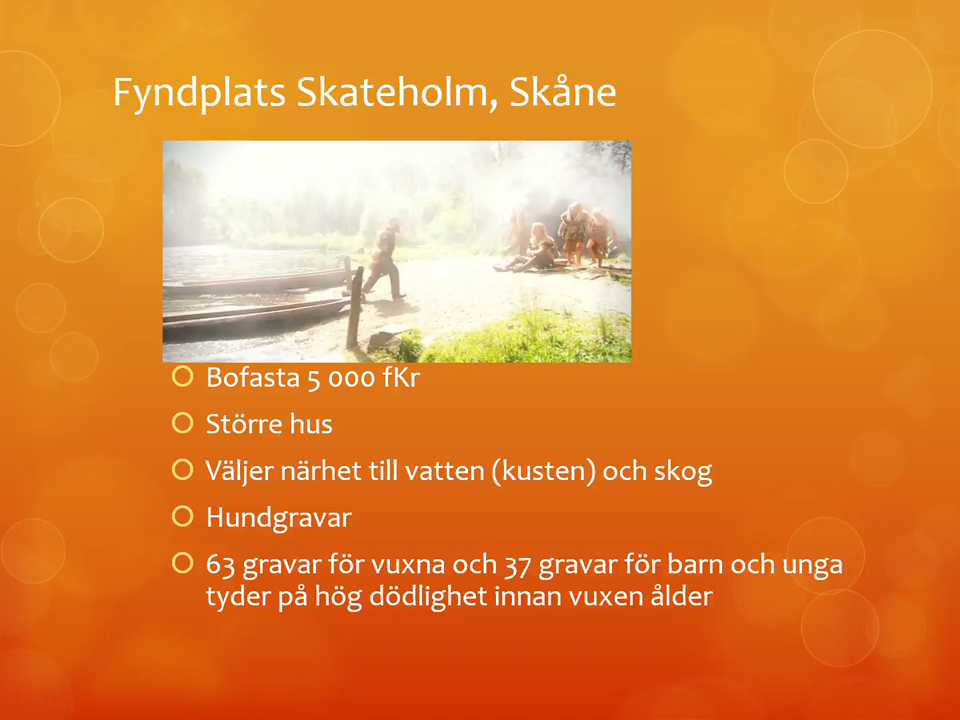 Fyndplats Skateholm, Skåne
Bofasta 5 000 fKr
Större hus
Väljer närhet till vatten (kusten) och skog
Hundgravar
63 gravar för vuxna och 37 gravar för barn och unga
tyder på hög dödlighet innan vuxen ålder